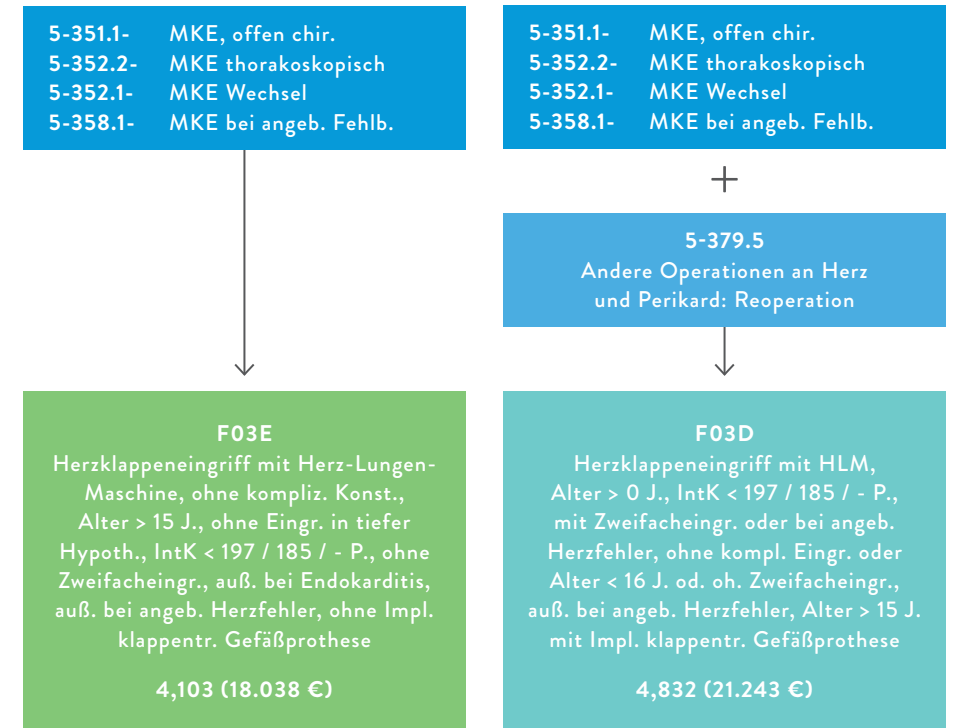 5-351.1- MKE, offen chir.
5-352.2- MKE thorakoskopisch
5-352.1- MKE Wechsel
5-358.1- MKE bei angeb. Fehlb.
F03E
Herzklappeneingriff mit Herz-Lungen-
Maschine, ohne kompliz. Konst.,
Alter > 15 J., ohne Eingr. in tiefer
Hypoth., IntK < 197 / 185 / - P., ohne
Zweifacheingr., auß. bei Endokarditis,
auß. bei angeb. Herzfehler, ohne Impl.
klappentr. Gefäßprothese
4,103 (18.038 €)
5-351.1- MKE, offen chir.
5-352.2- MKE thorakoskopisch
5-352.1- MKE Wechsel
5-358.1- MKE bei angeb. Fehlb.
+
5-379.5
Andere Operationen an Herz
und Perikard: Reoperation
F03D
Herzklappeneingriff mit HLM,
Alter > 0 J., IntK < 197 / 185 / - P.,
mit Zweifacheingr. oder bei angeb.
Herzfehler, ohne kompl. Eingr. oder
Alter < 16 J. od. oh. Zweifacheingr.,
auß. bei angeb. Herzfehler, Alter > 15 J.
mit Impl. klappentr. Gefäßprothese
4,832 (21.243 €)